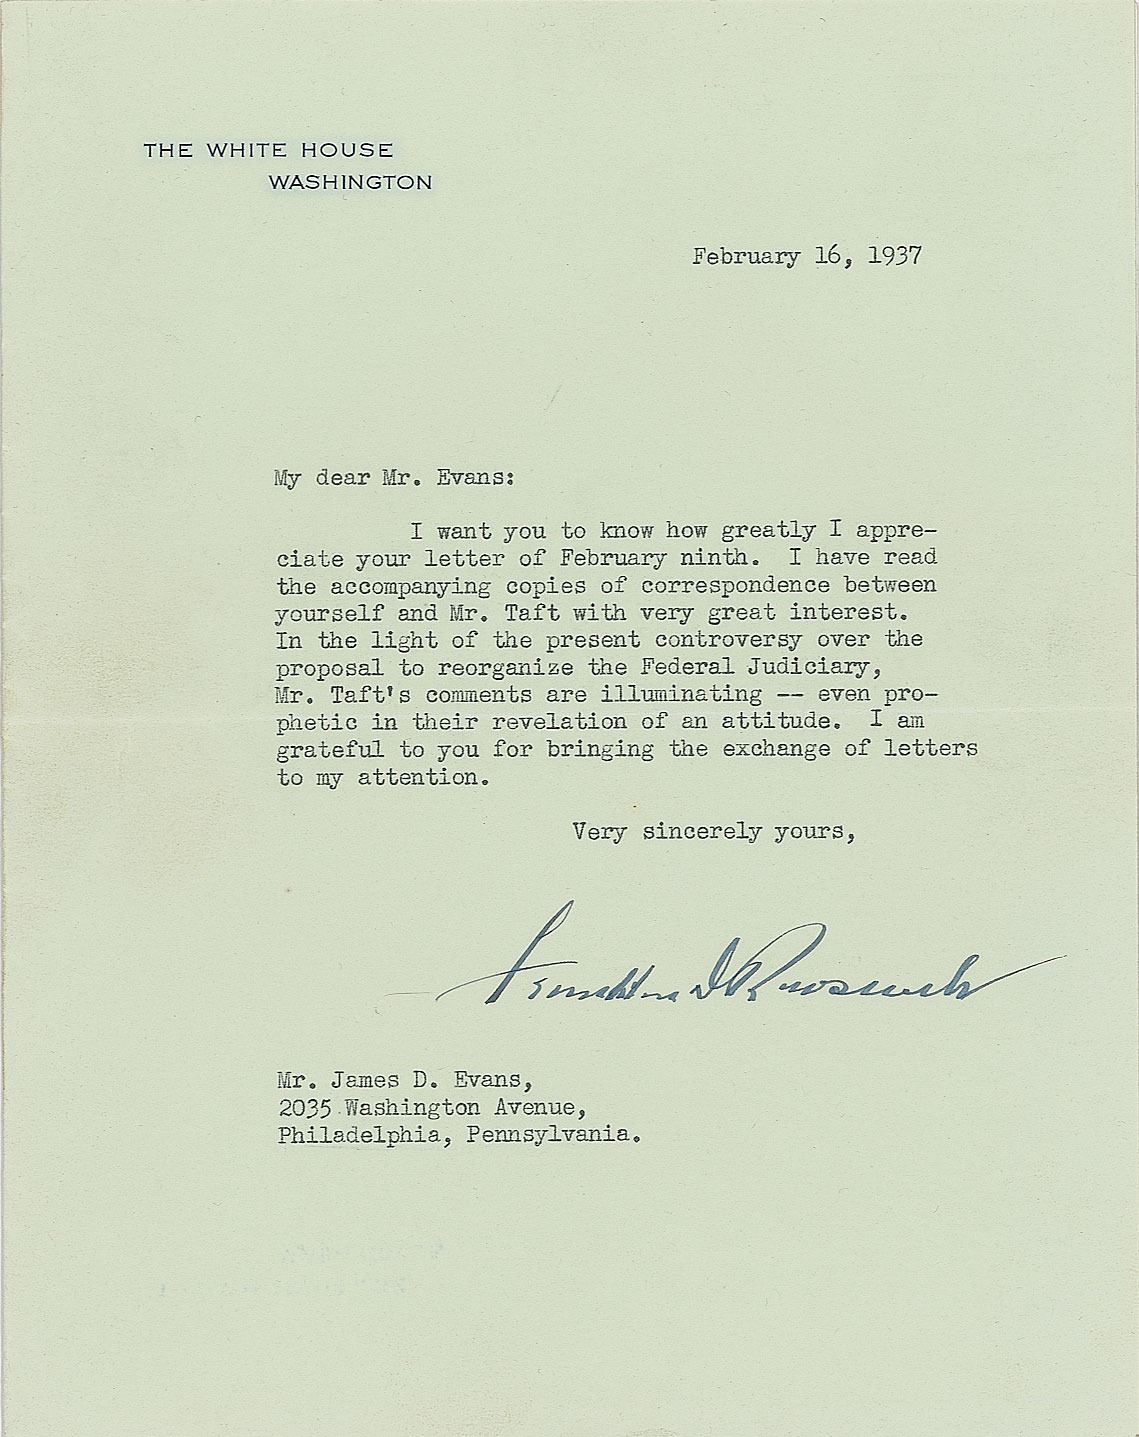 THE WHITE HOUSE
WASHINGTON
February 16, 1937
My dear Mr. Evans:
I want you to know how greatly I appre-
ciate your letter of February ninth. I have read
the accompanying copies of correspondence between
yourself and Mr. Taft with very great interest.
In the light of the present controversy over the
proposal to reorganize the Federal Judiciary,
Mr. Taft's comments are illuminating -- even pro-
phetic in their revelation of an attitude. I am
grateful to you for bringing the exchange of letters
to my attention.
Very sincerely yours,
Franklin D Roosevelt
Mr. James D. Evans,
2035 Washington Avenue,
Philadelphia, Pennsylvania.